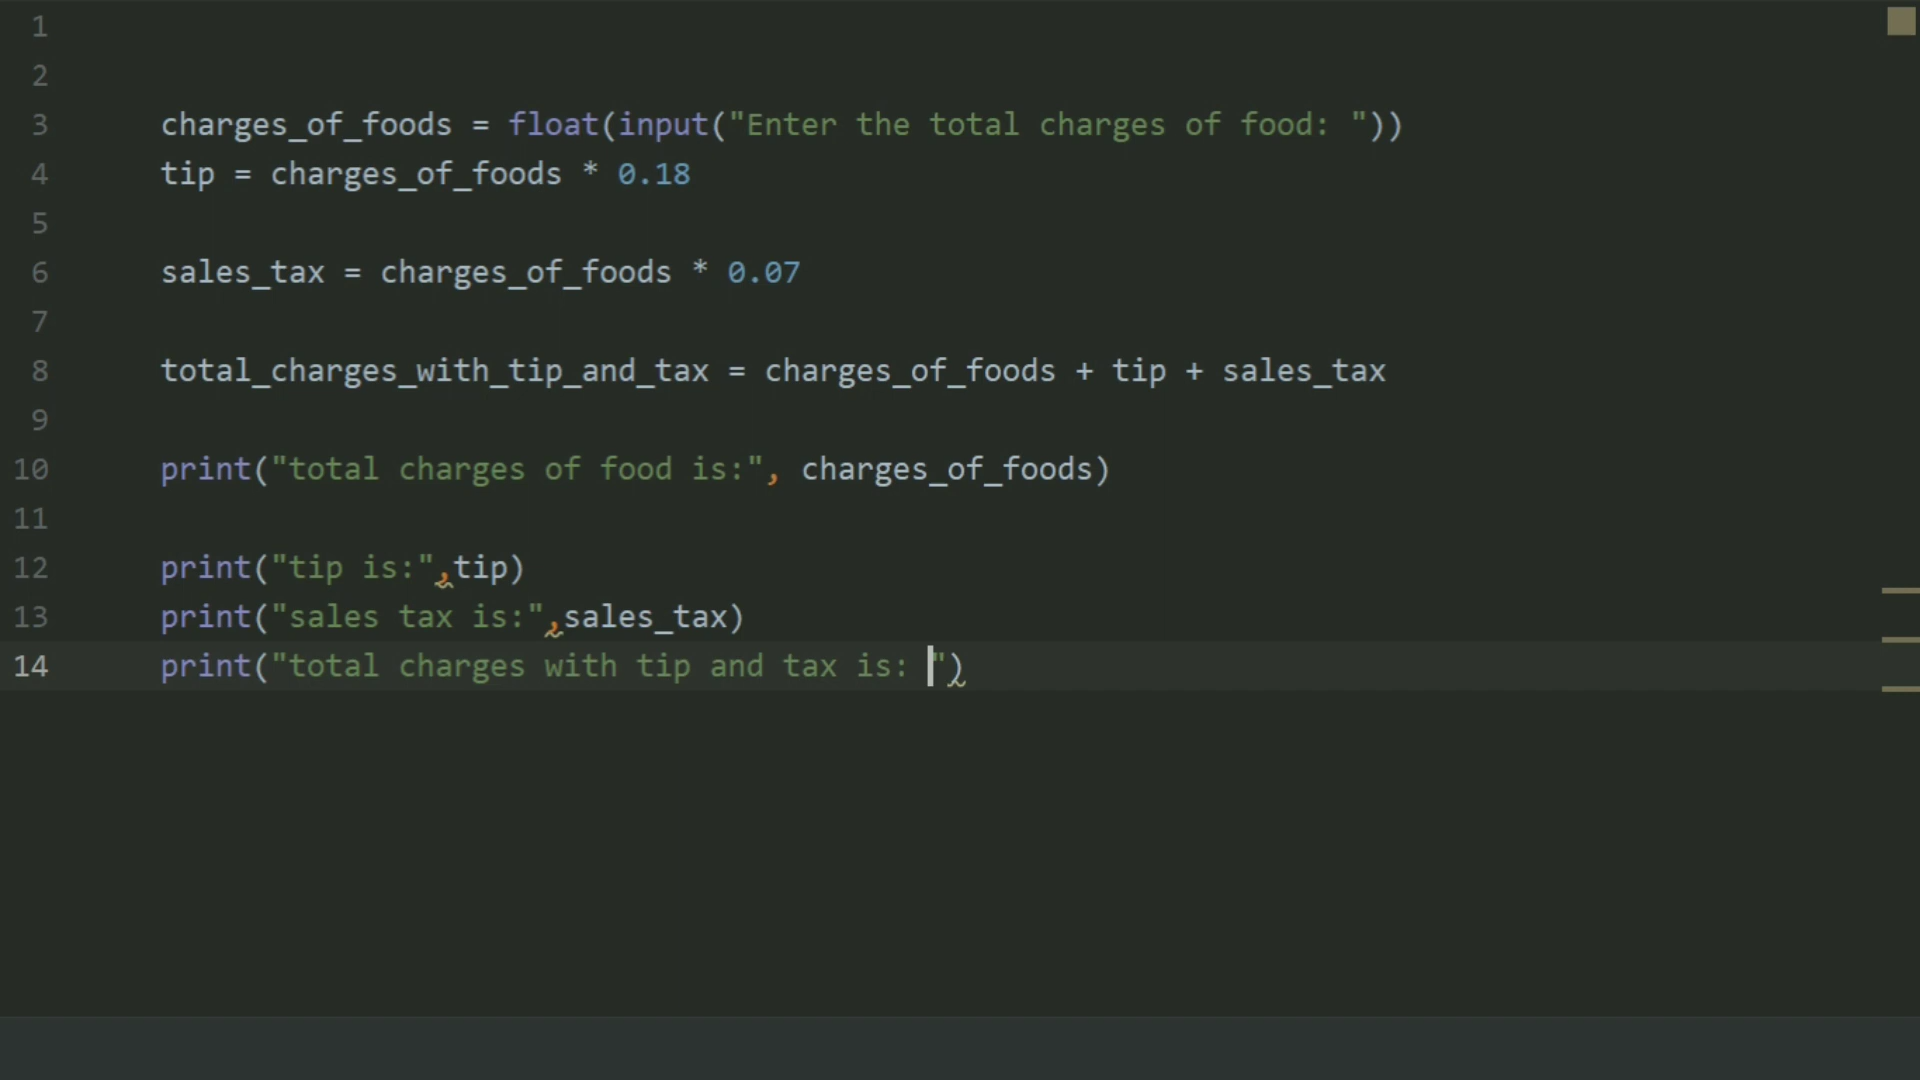 1
2
3 charges_of_foods = float(input("Enter the total charges of food: "))
4 tip = charges_of_foods * 0.18
5
6 sales_tax = charges_of_foods * 0.07
7
8 total_charges_with_tip_and_tax = charges_of_foods + tip + sales_tax
9
10 print("total charges of food is:", charges_of_foods)
11
12 print("tip is:",tip)
13 print("sales tax is:",sales_tax)
14 print("total charges with tip and tax is: ")